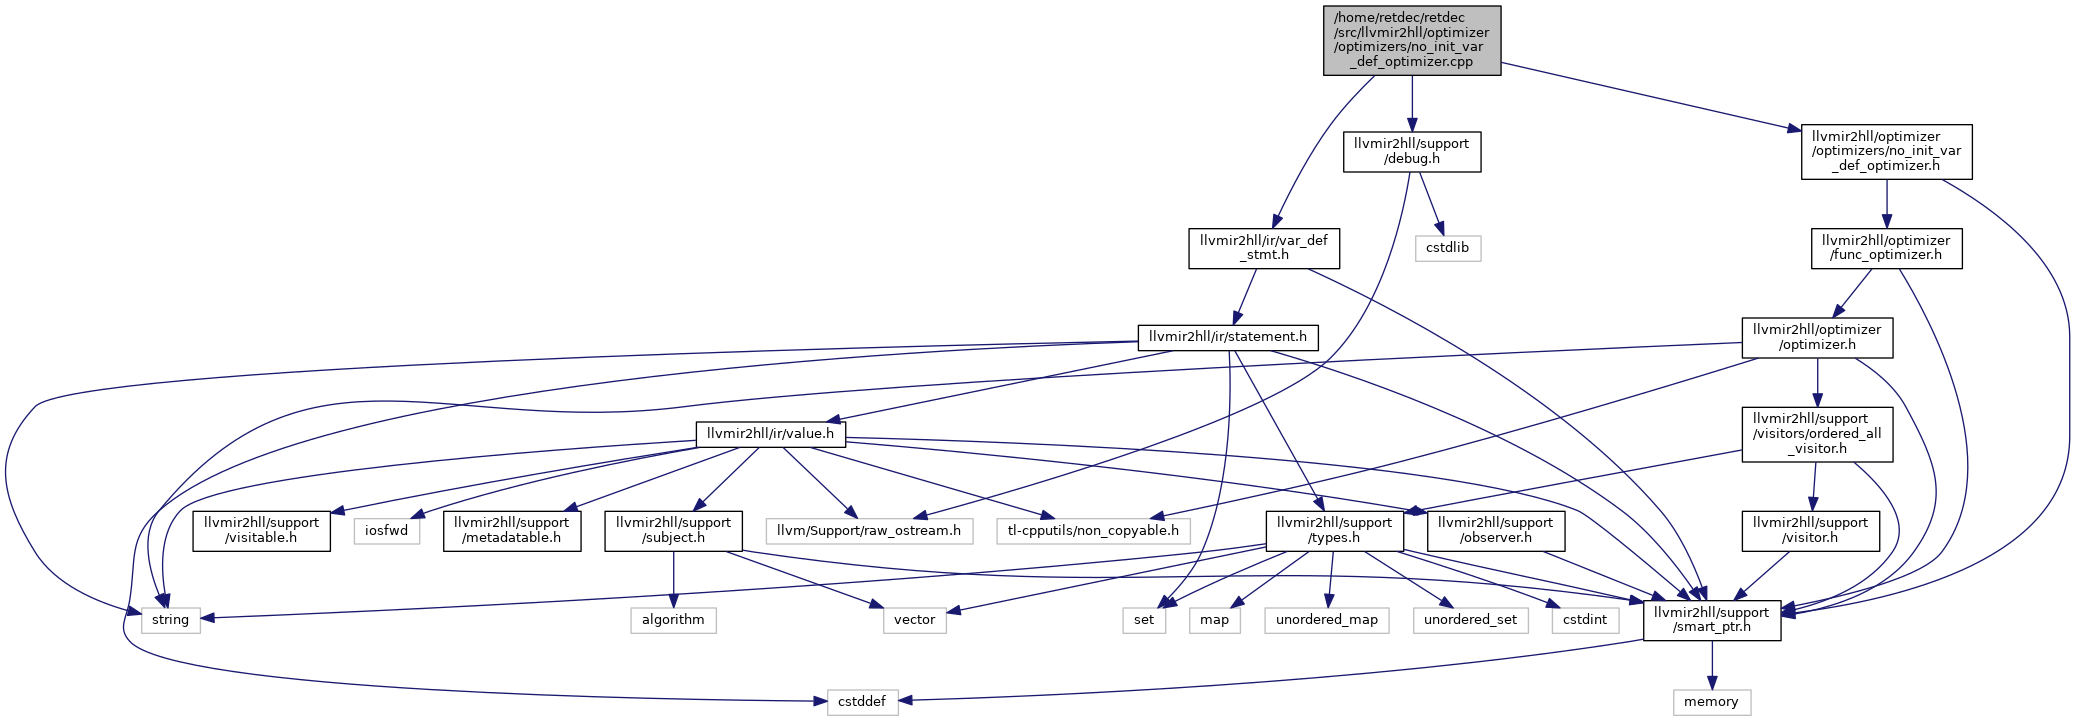 /home/retdec/retdec
/src/llvmir2hll/optimizer
/optimizers/no_init_var
_def_optimizer.cpp
llvmir2hll/optimizer
/optimizers/no_init_var
_def_optimizer.h
llvmir2hll/support
/debug.h
llvmir2hll/ir/var_def
_stmt.h
cstdlib
llvmir2hll/optimizer
/func_optimizer.h
llvmir2hll/ir/statement.h
llvmir2hll/optimizer
/optimizer.h
llvmir2hll/ir/value.h
llvmir2hll/support
/visitors/ordered_all
_visitor.h
llvmir2hll/support
/visitable.h
iosfwd
llvmir2hll/support
/metadatable.h
llvmir2hll/support
/subject.h
llvm/Support/raw_ostream.h
tl-cpputils/non_copyable.h
llvmir2hll/support
/types.h
llvmir2hll/support
/observer.h
llvmir2hll/support
/visitor.h
string
algorithm
vector
set
map
unordered_map
unordered_set
cstdint
llvmir2hll/support
/smart_ptr.h
cstddef
memory